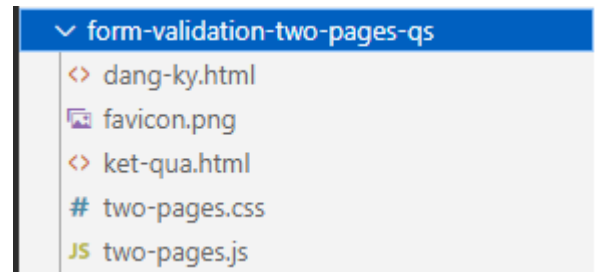 form-validation-two-pages-qs
<> dang-ky.html
favicon.png
<> ket-qua.html
# two-pages.css
JS two-pages.js